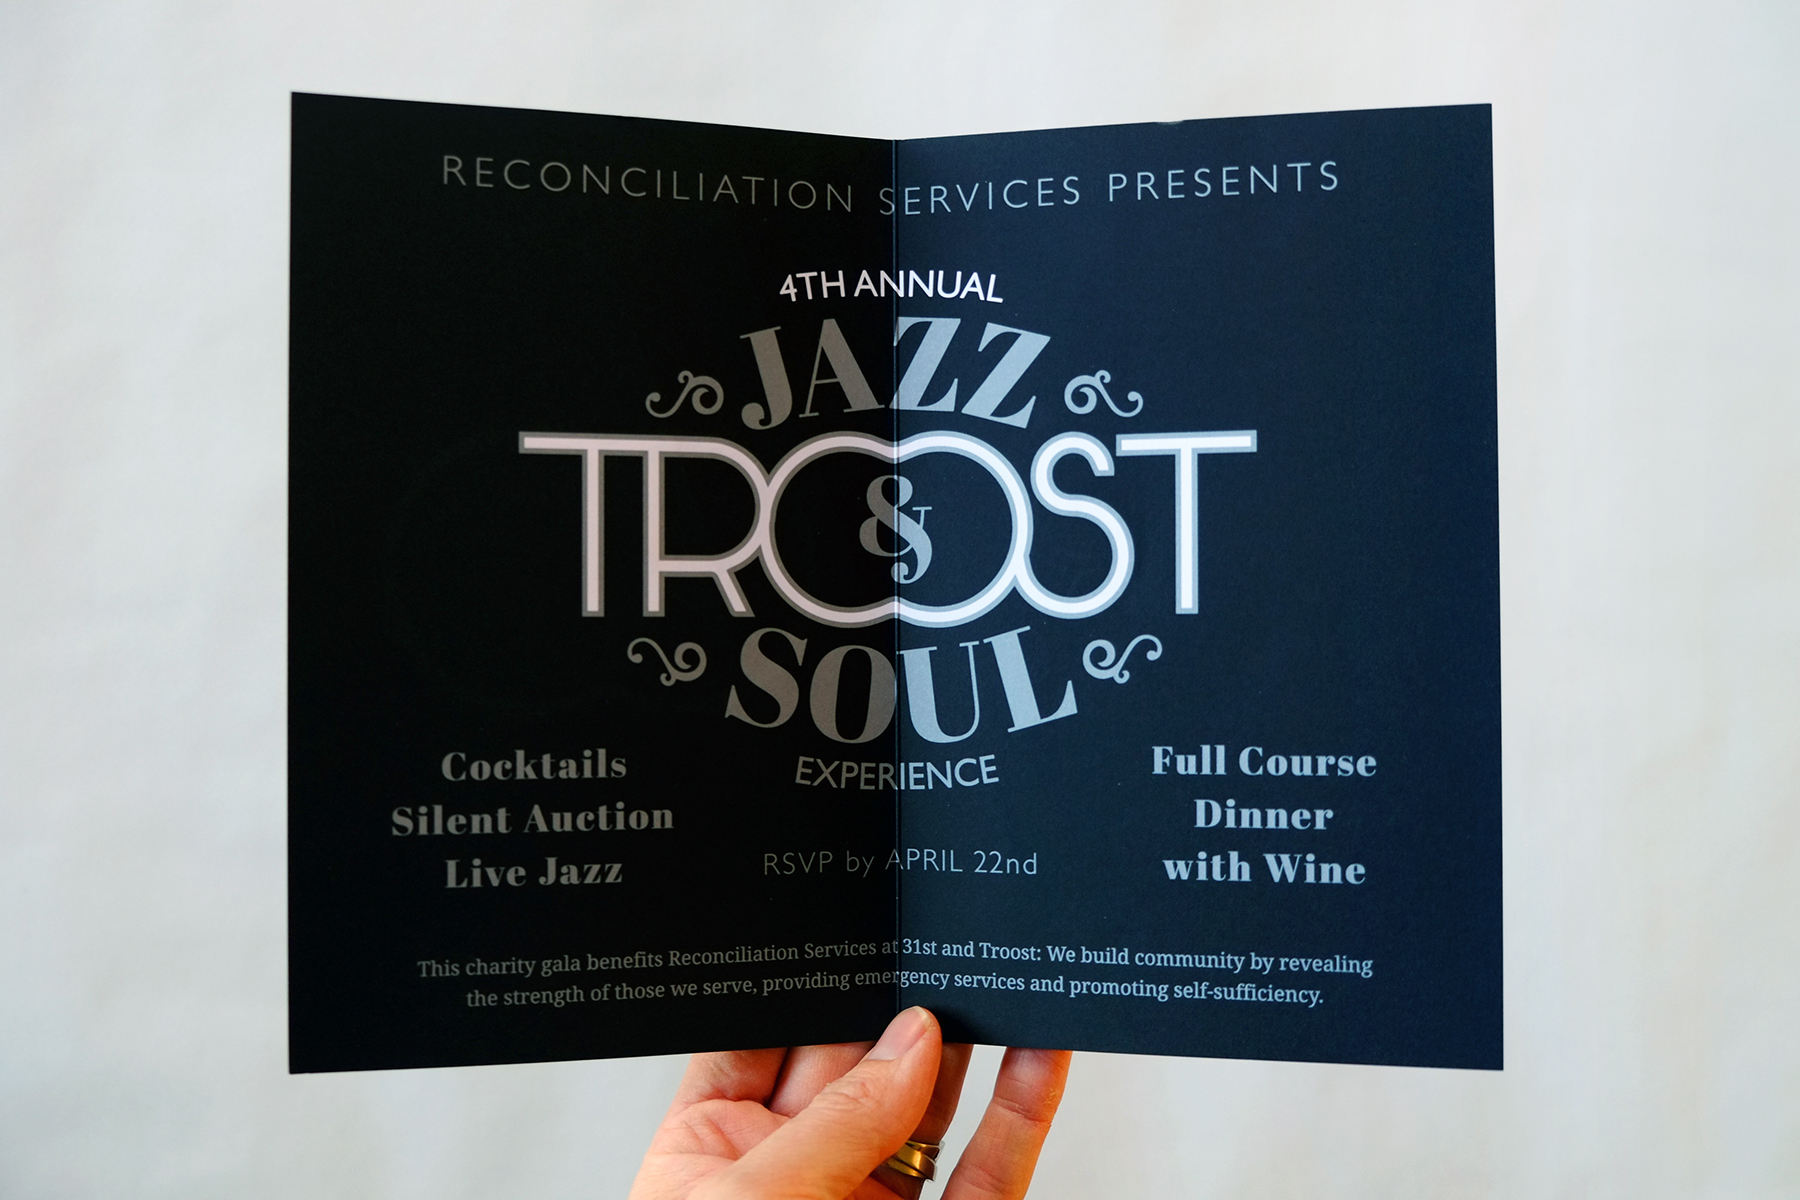 RECONCILIATION SERVICES PRESENTS
4TH ANNUAL
JAZZ
TROOST
&
SOUL
EXPERIENCE
Cocktails
Silent Auction
Live Jazz
RSVP by APRIL 22nd
Full Course
Dinner
with Wine
This charity gala benefits Reconciliation Services at 31st and Troost: We build community by revealing
the strength of those we serve, providing emergency services and promoting self-sufficiency.